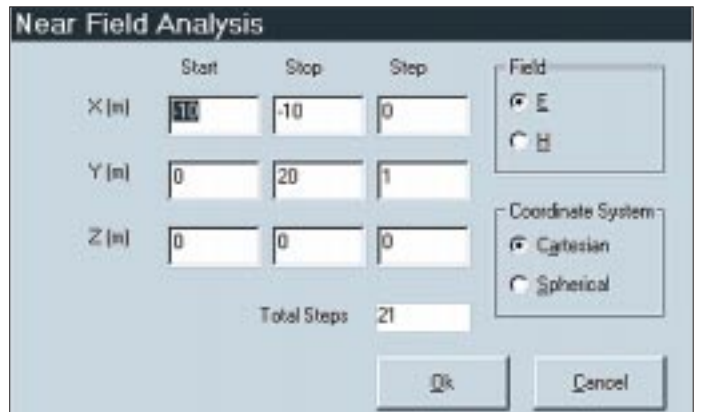 Near Field Analysis
Start Stop Step
X (m) -10 -10 0
Y (m) 0 20 1
Z (m) 0 0 0
Total Steps 21
Field
E
H
Coordinate System
Cartesian
Spherical
Ok Cancel